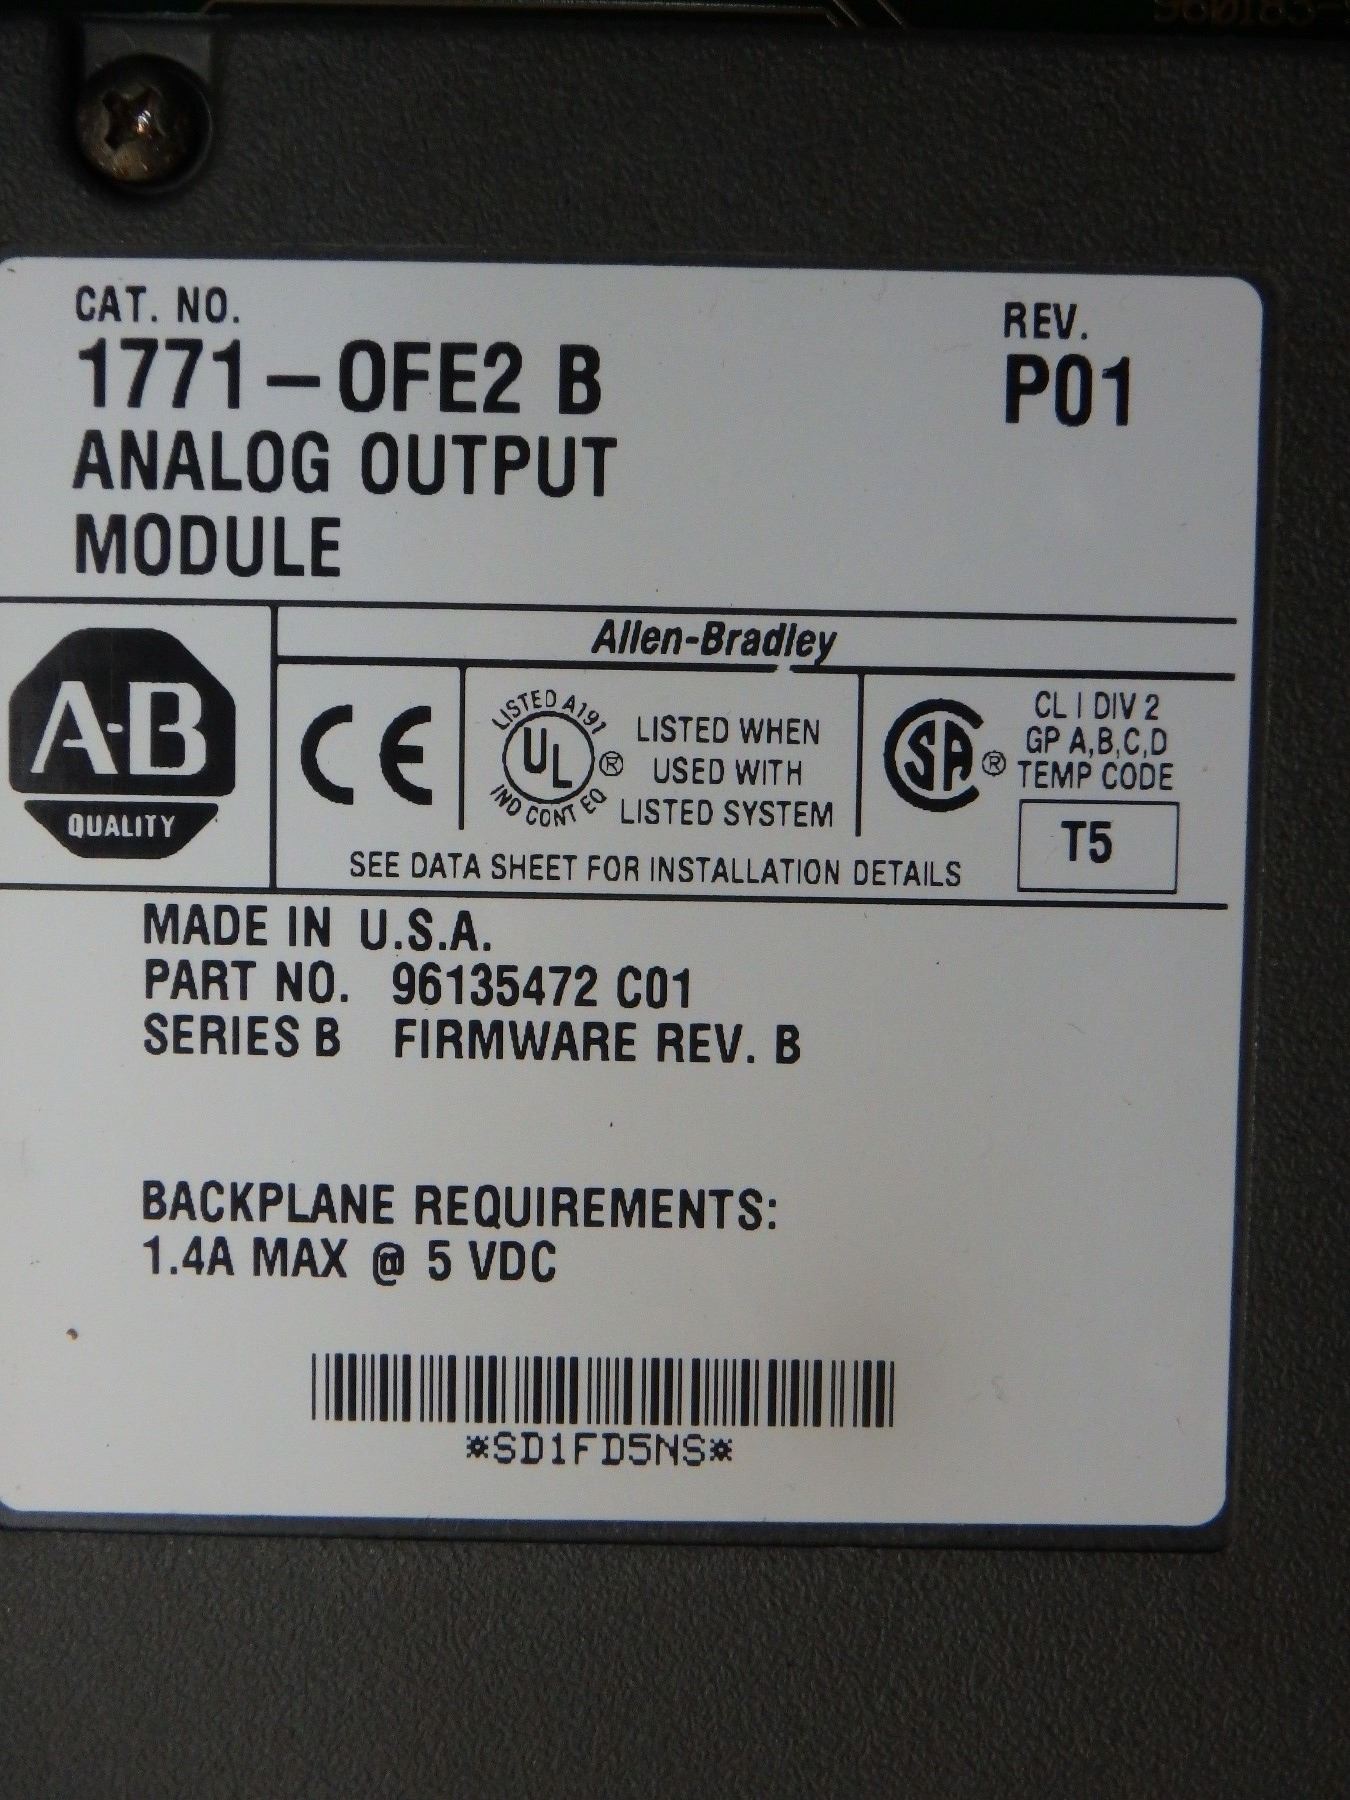 CAT. NO.
1771-OFE2 B
ANALOG OUTPUT
MODULE
REV.
P01
Allen-Bradley
A-B
QUALITY
CE
LISTED A191
UL ®
IND CONT EQ
LISTED WHEN
USED WITH
LISTED SYSTEM
SA ®
CL I DIV 2
GP A,B,C,D
TEMP CODE
T5
SEE DATA SHEET FOR INSTALLATION DETAILS
MADE IN U.S.A.
PART NO. 96135472 C01
SERIES B FIRMWARE REV. B
BACKPLANE REQUIREMENTS:
1.4A MAX @ 5 VDC
*SD1FD5NS*